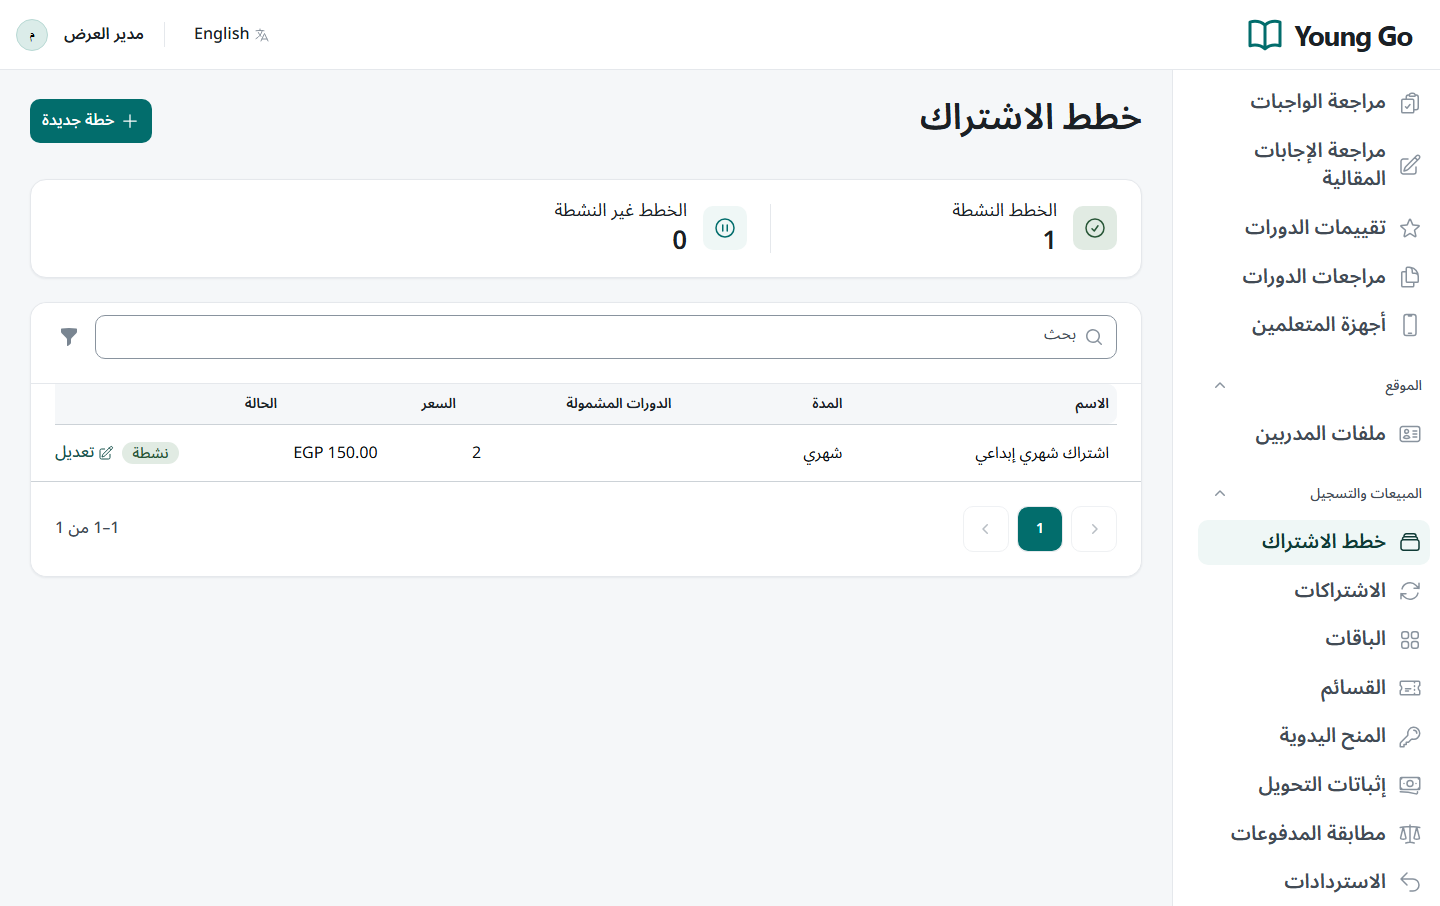 Young Go
English
مدير العرض
م
مراجعة الواجبات
مراجعة الإجابات
المقالية
تقييمات الدورات
مراجعات الدورات
أجهزة المتعلمين
الموقع
ملفات المدربين
المبيعات والتسجيل
خطط الاشتراك
الاشتراكات
الباقات
القسائم
المنح اليدوية
إثباتات التحويل
مطابقة المدفوعات
الاستردادات
خطط الاشتراك
خطة جديدة
الخطط النشطة
1
الخطط غير النشطة
0
بحث
الاسم المدة الدورات المشمولة السعر الحالة
اشتراك شهري إبداعي شهري 2 EGP 150.00 نشطة تعديل
1
1–1 من 1